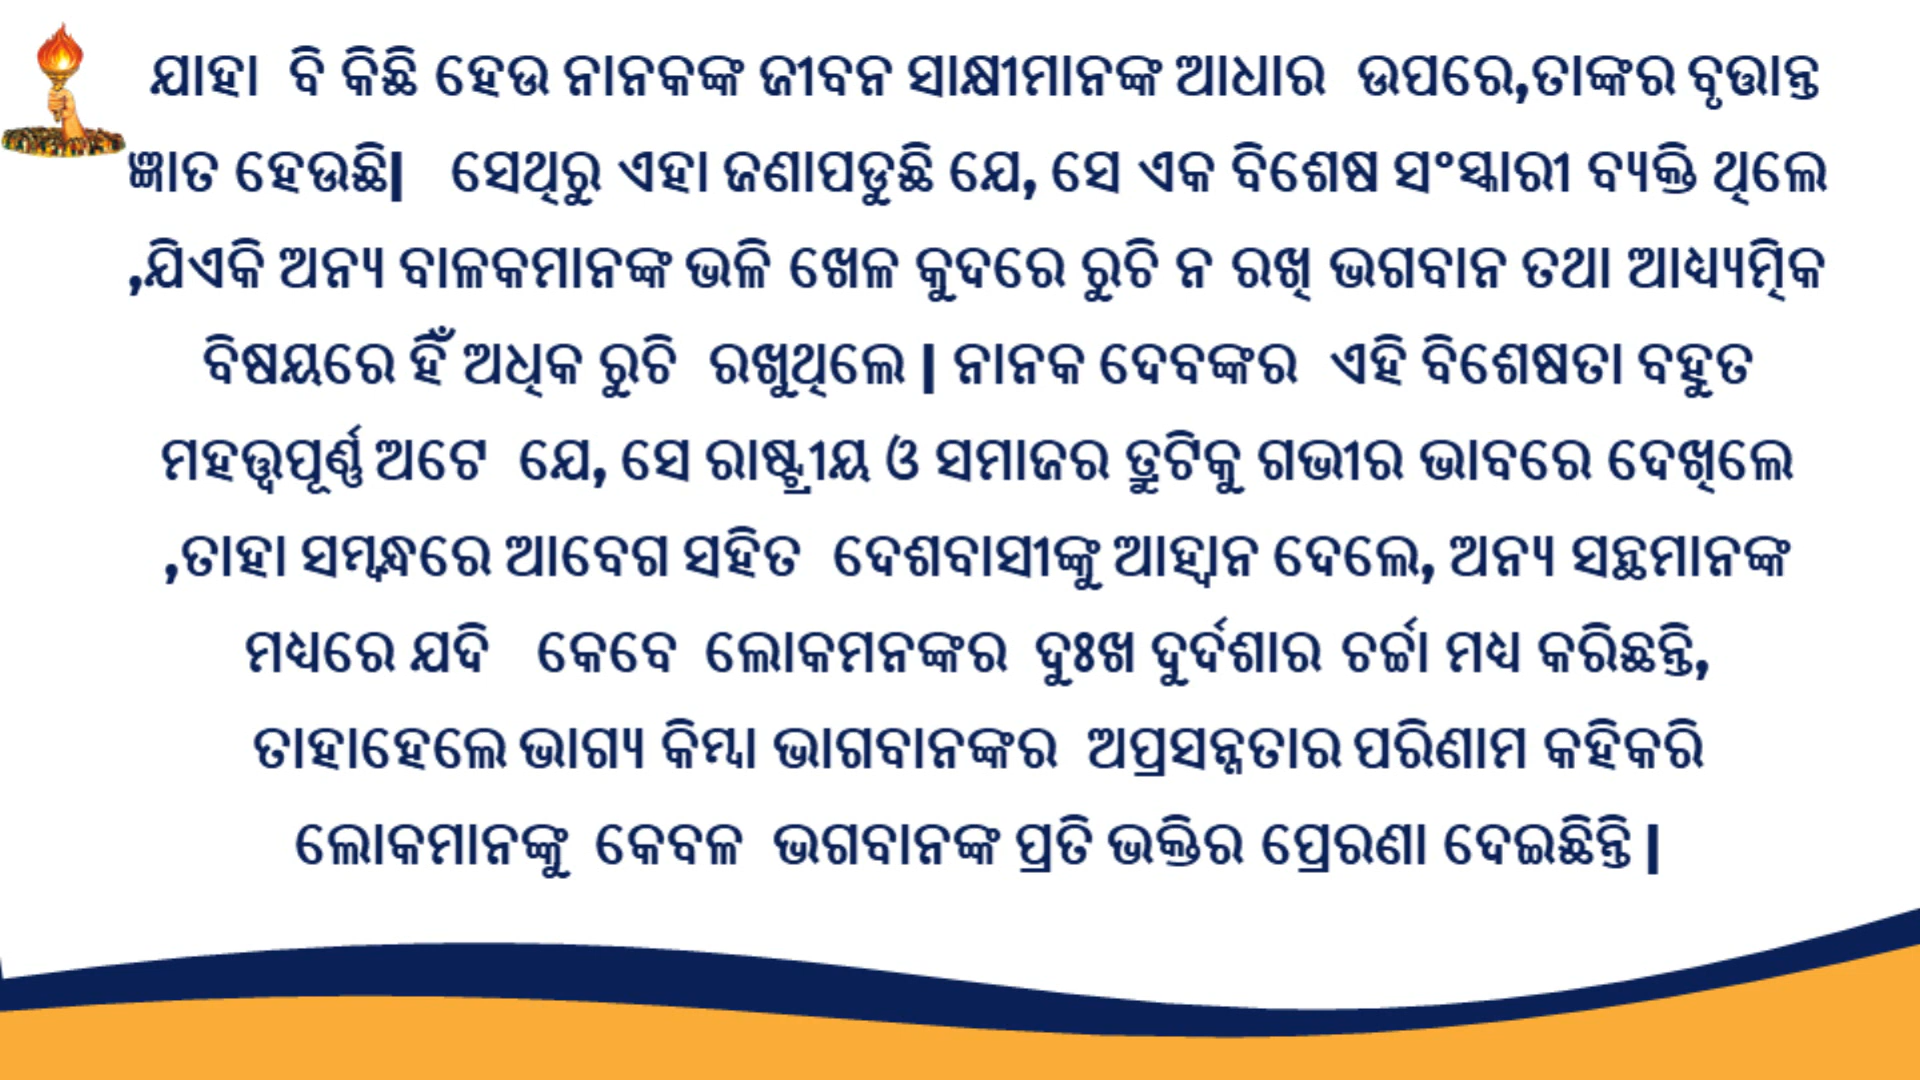 ଯାହା ବି କିଛି ହେଉ ନାନକଙ୍କ ଜୀବନ ସାକ୍ଷୀମାନଙ୍କ ଆଧାର ଉପରେ,ତାଙ୍କର ବୃତ୍ତାନ୍ତ
ଜ୍ଞାତ ହେଉଛି| ସେଥିରୁ ଏହା ଜଣାପଡୁଛି ଯେ, ସେ ଏକ ବିଶେଷ ସଂସ୍କାରୀ ବ୍ୟକ୍ତି ଥିଲେ
,ଯିଏକି ଅନ୍ୟ ବାଳକମାନଙ୍କ ଭଳି ଖେଳ କୁଦରେ ରୁଚି ନ ରଖି ଭଗବାନ ତଥା ଆଧ୍ୟତ୍ମିକ
ବିଷୟରେ ହିଁ ଅଧିକ ରୁଚି ରଖୁଥିଲେ | ନାନକ ଦେବଙ୍କର ଏହି ବିଶେଷତା ବହୁତ
ମହତ୍ତ୍ୱପୂର୍ଣ୍ଣ ଅଟେ ଯେ, ସେ ରାଷ୍ଟ୍ରୀୟ ଓ ସମାଜର ତ୍ରୁଟିକୁ ଗଭୀର ଭାବରେ ଦେଖିଲେ
,ତାହା ସମ୍ବନ୍ଧରେ ଆବେଗ ସହିତ ଦେଶବାସୀଙ୍କୁ ଆହ୍ୱାନ ଦେଲେ, ଅନ୍ୟ ସନ୍ଥମାନଙ୍କ
ମଧ୍ୟରେ ଯଦି କେବେ ଲୋକମନଙ୍କର ଦୁଃଖ ଦୁର୍ଦଶାର ଚର୍ଚ୍ଚା ମଧ୍ୟ କରିଛନ୍ତି,
ତାହାହେଲେ ଭାଗ୍ୟ କିମ୍ବା ଭାଗବାନଙ୍କର ଅପ୍ରସନ୍ନତାର ପରିଣାମ କହିକରି
ଲୋକମାନଙ୍କୁ କେବଳ ଭଗବାନଙ୍କ ପ୍ରତି ଭକ୍ତିର ପ୍ରେରଣା ଦେଇଛିନ୍ତି |